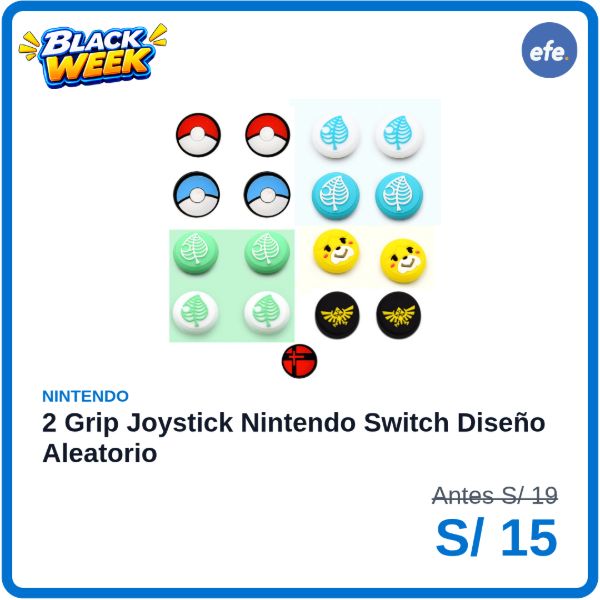 BLACK
WEEK
efe.
NINTENDO
2 Grip Joystick Nintendo Switch Diseño
Aleatorio
Antes S/ 19
S/ 15